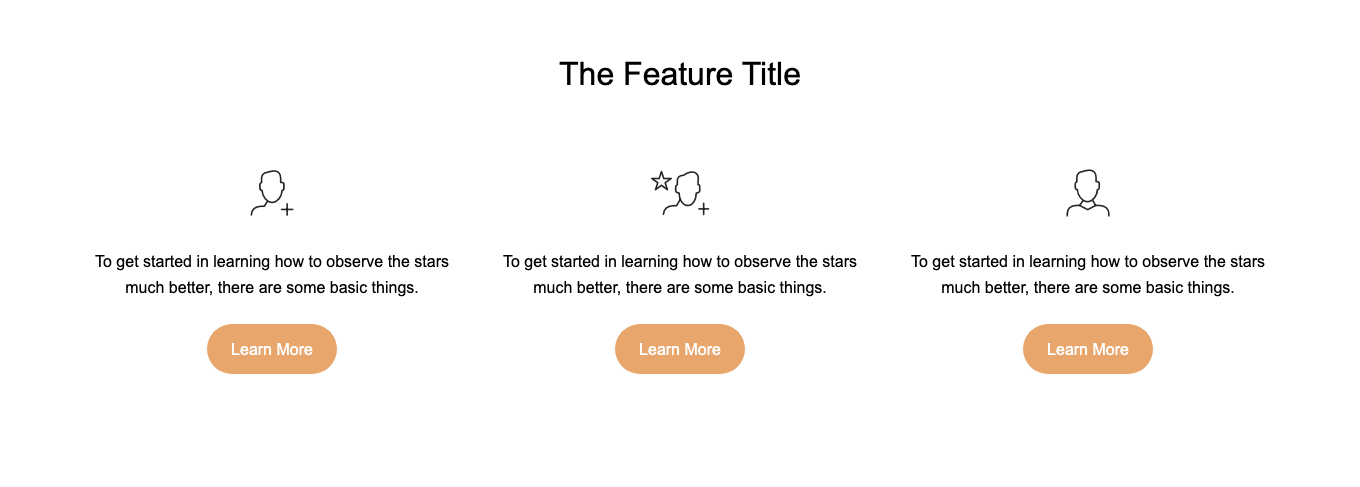 The Feature Title
To get started in learning how to observe the stars
much better, there are some basic things.
Learn More
To get started in learning how to observe the stars
much better, there are some basic things.
Learn More
To get started in learning how to observe the stars
much better, there are some basic things.
Learn More